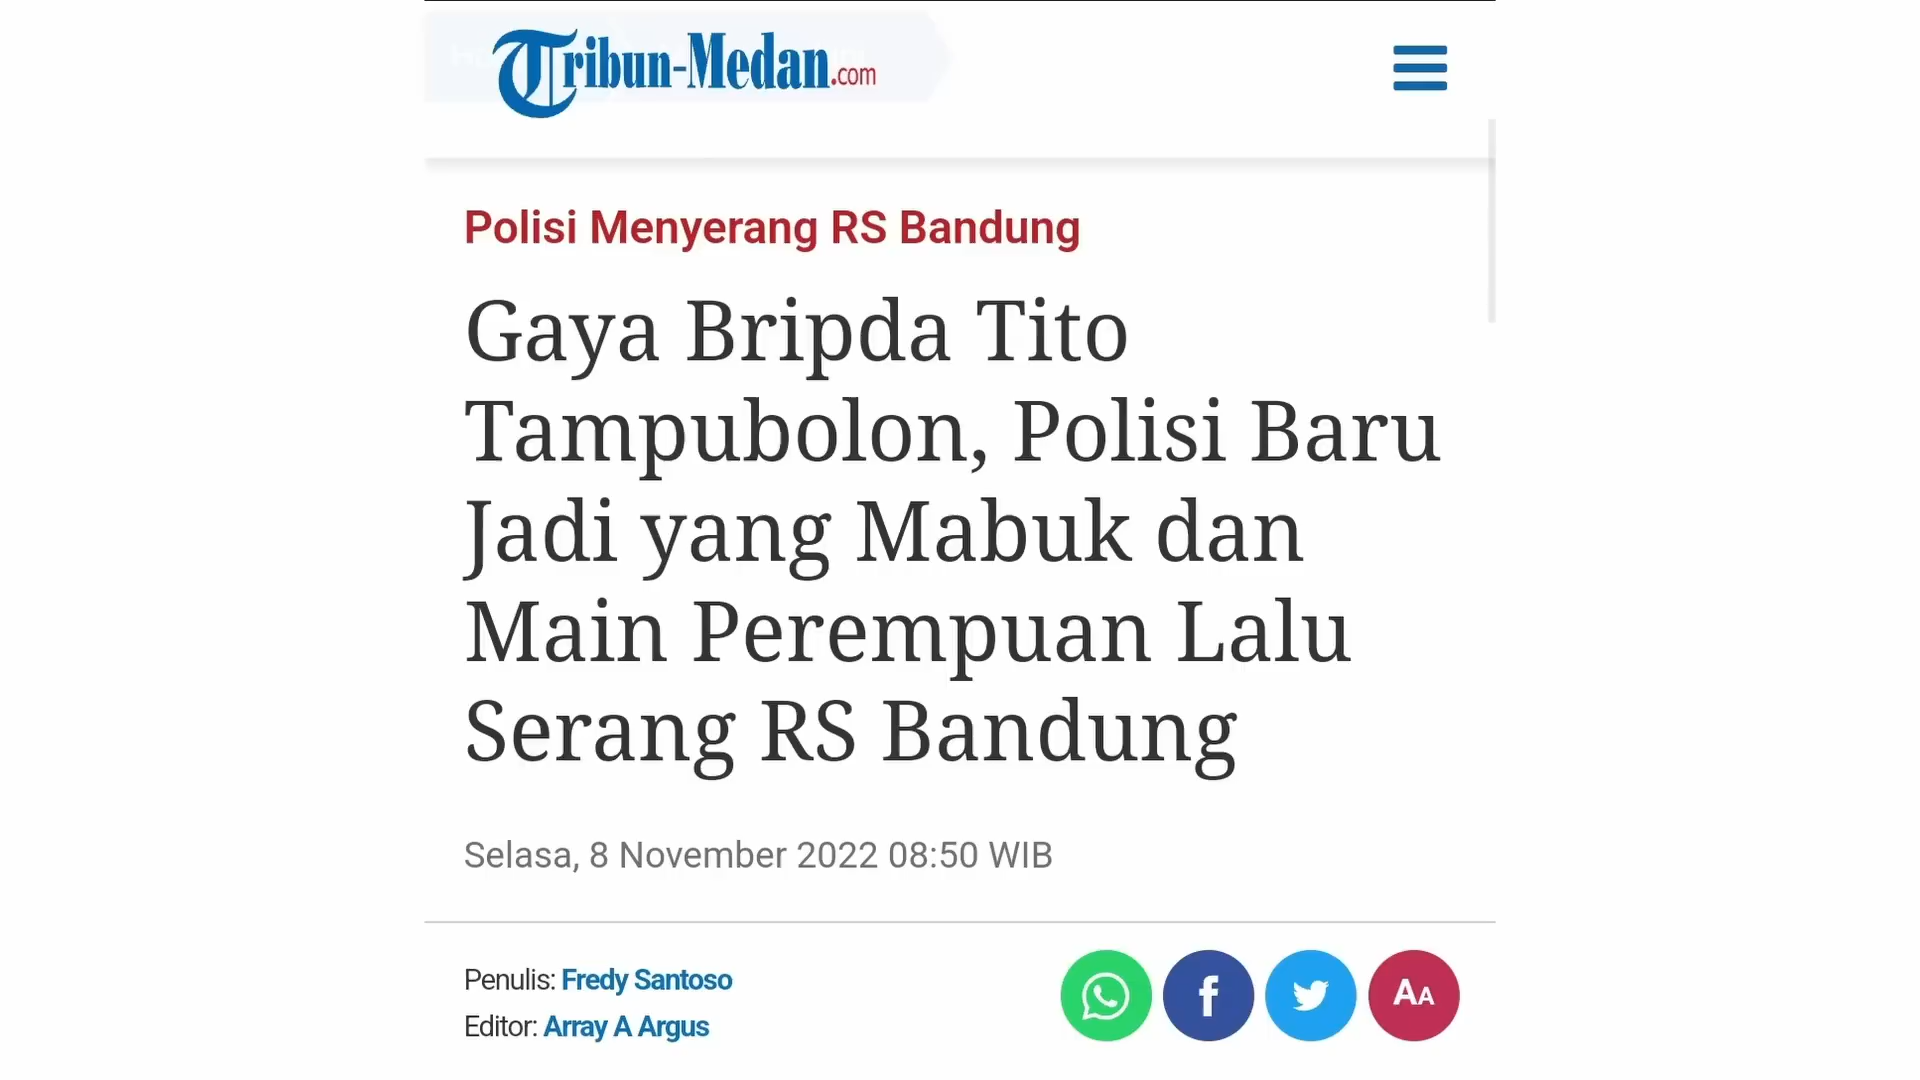 Tribun-Medan.com
Polisi Menyerang RS Bandung
Gaya Bripda Tito
Tampubolon, Polisi Baru
Jadi yang Mabuk dan
Main Perempuan Lalu
Serang RS Bandung
Selasa, 8 November 2022 08:50 WIB
Penulis: Fredy Santoso
Editor: Array A Argus
AA